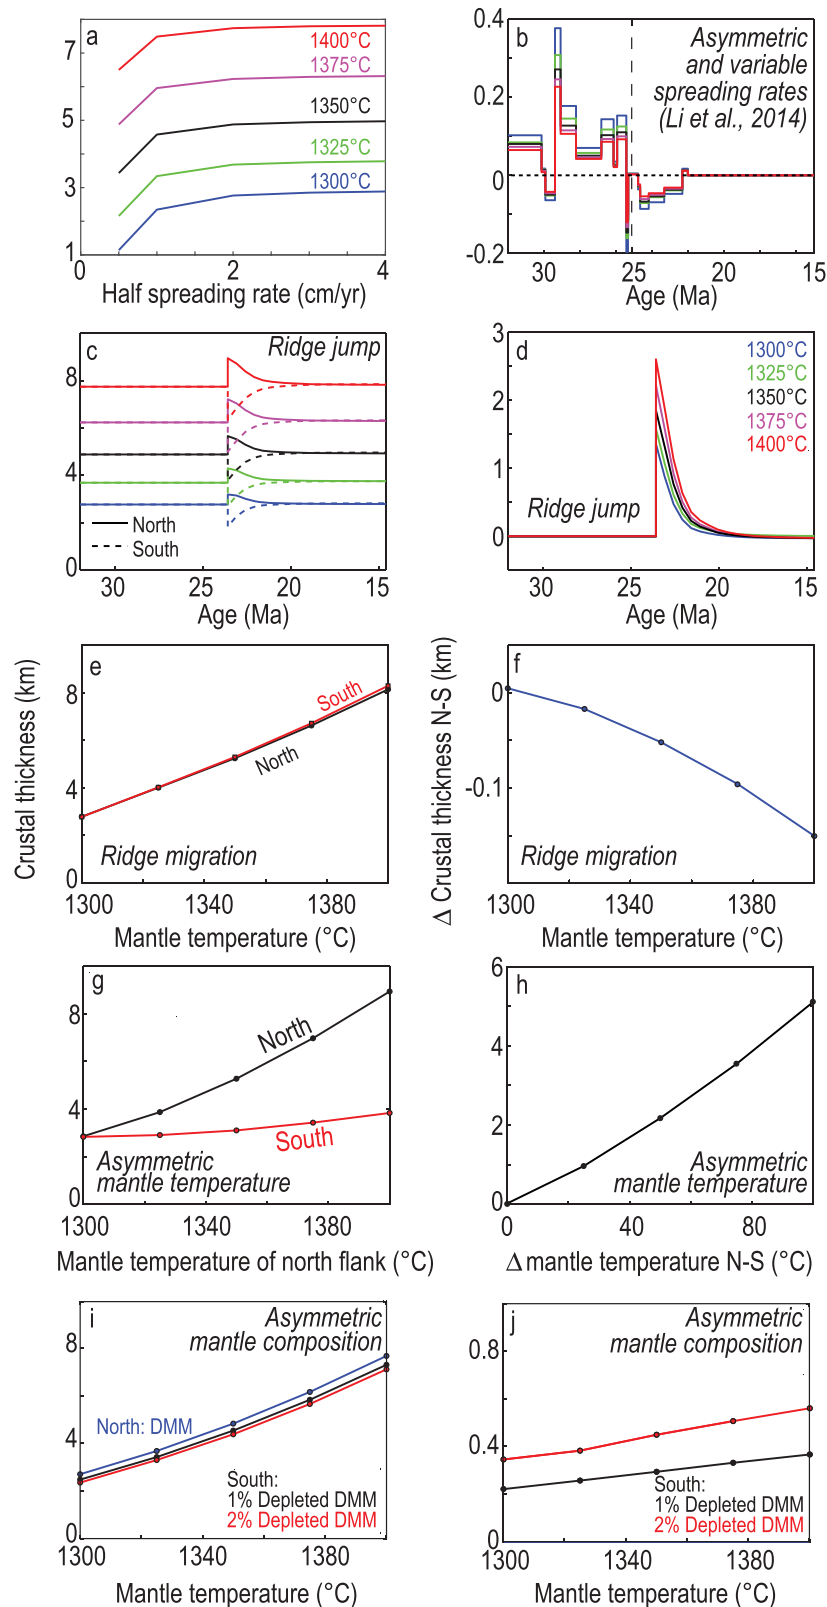 a
7
5
3
1
1400°C
1375°C
1350°C
1325°C
1300°C
0
2
4
Half spreading rate (cm/yr)
b
0.4
0.2
0
-0.2
Asymmetric
and variable
spreading rates
(Li et al., 2014)
30
25
20
15
Age (Ma)
c
Ridge jump
8
4
0
North
South
30
25
20
15
Age (Ma)
d
3
2
1
0
1300°C
1325°C
1350°C
1375°C
1400°C
Ridge jump
30
25
20
15
Age (Ma)
Crustal thickness (km)
e
8
4
0
South
North
Ridge migration
1300
1340
1380
Mantle temperature (°C)
Δ Crustal thickness N-S (km)
f
0
-0.1
Ridge migration
1300
1340
1380
Mantle temperature (°C)
g
8
4
0
North
South
Asymmetric
mantle temperature
1300
1340
1380
Mantle temperature of north flank (°C)
h
6
4
2
0
Asymmetric
mantle temperature
0
40
80
Δ mantle temperature N-S (°C)
i
8
4
0
Asymmetric
mantle composition
North: DMM
South:
1% Depleted DMM
2% Depleted DMM
1300
1340
1380
Mantle temperature (°C)
j
0.8
0.4
0
Asymmetric
mantle composition
South:
1% Depleted DMM
2% Depleted DMM
1300
1340
1380
Mantle temperature (°C)